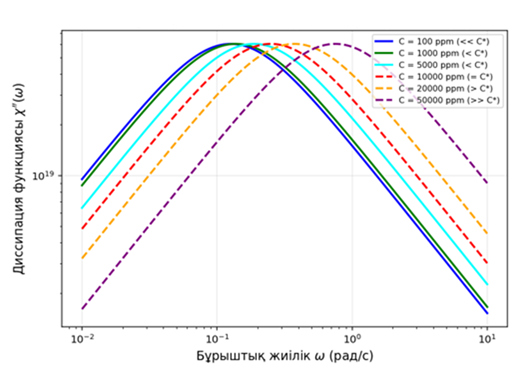 C = 100 ppm (<< C*)
C = 1000 ppm (< C*)
C = 5000 ppm (< C*)
C = 10000 ppm (= C*)
C = 20000 ppm (> C*)
C = 50000 ppm (>> C*)
Диссипация функциясы χ″(ω)
10¹⁹
10⁻² 10⁻¹ 10⁰ 10¹
Бұрыштық жиілік ω (рад/с)